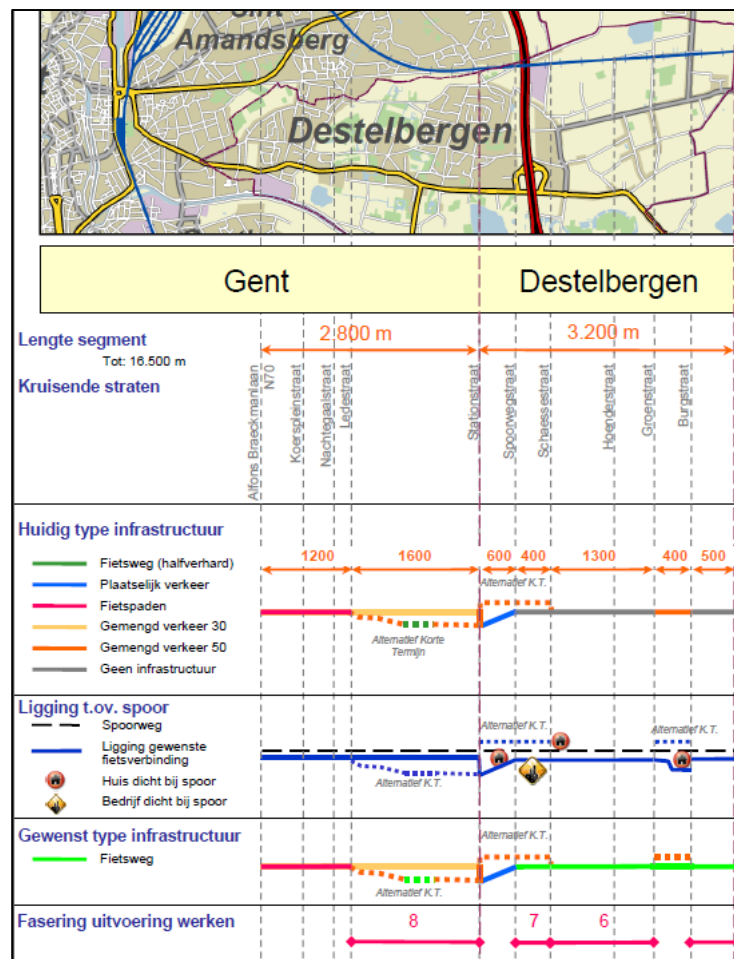 Sint
Amandsberg
Destelbergen
Gent
Destelbergen
Lengte segment
2.800 m
3.200 m
Tot: 16.500 m
Kruisende straten
Alfons Braeckmanlaan
N70
Koerspleinstraat
Nachtegaalstraat
Ledestraat
Stationstraat
Spoorwegstraat
Schaessestraat
Hoenderstraat
Groenstraat
Burgstraat
Huidig type infrastructuur
1200
1600
600
400
1300
400
500
Fietsweg (halfverhard)
Plaatselijk verkeer
Fietspaden
Gemengd verkeer 30
Gemengd verkeer 50
Geen infrastructuur
Alternatief K.T.
Alternatief Korte
Termijn
Ligging t.ov. spoor
Spoorweg
Ligging gewenste
fietsverbinding
Huis dicht bij spoor
Bedrijf dicht bij spoor
Alternatief K.T.
Alternatief K.T.
Alternatief K.T.
Gewenst type infrastructuur
Fietsweg
Alternatief K.T.
Alternatief K.T.
Fasering uitvoering werken
8
7
6